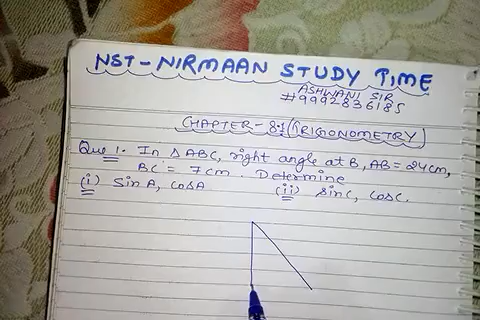 NST-NIRMAAN STUDY TIME
ASHWANI SIR
#9992836185
CHAPTER-8.1 (TRIGONOMETRY)
Que 1. In Δ ABC, right angle at B, AB = 24cm,
BC = 7cm. Determine
(i) Sin A, Cos A (ii) Sin C, Cos C.